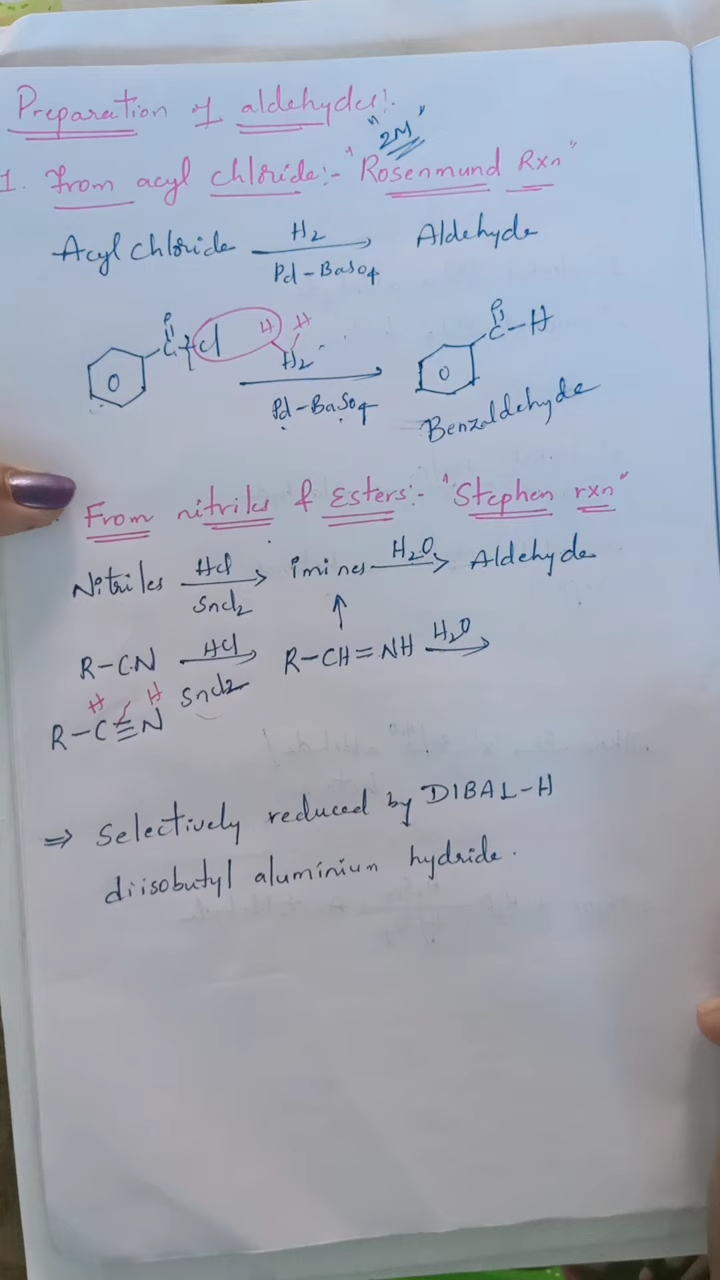 Preparation of aldehydes:-
"2M"
1. From acyl chloride:- "Rosenmund Rxn"
Acyl chloride H2 Pd-BaSO4 → Aldehyde
O C Cl H H H2 Pd-BaSO4 → O C-H
Benzaldehyde
From nitriles & Esters:- "Stephen rxn"
Nitriles HCl SnCl2 → imines H2O → Aldehyde
↑
R-CN HCl SnCl2 → R-CH=NH H2O →
H H
R-C≡N
⇒ Selectively reduced by DIBAL-H
diisobutyl aluminium hydride.